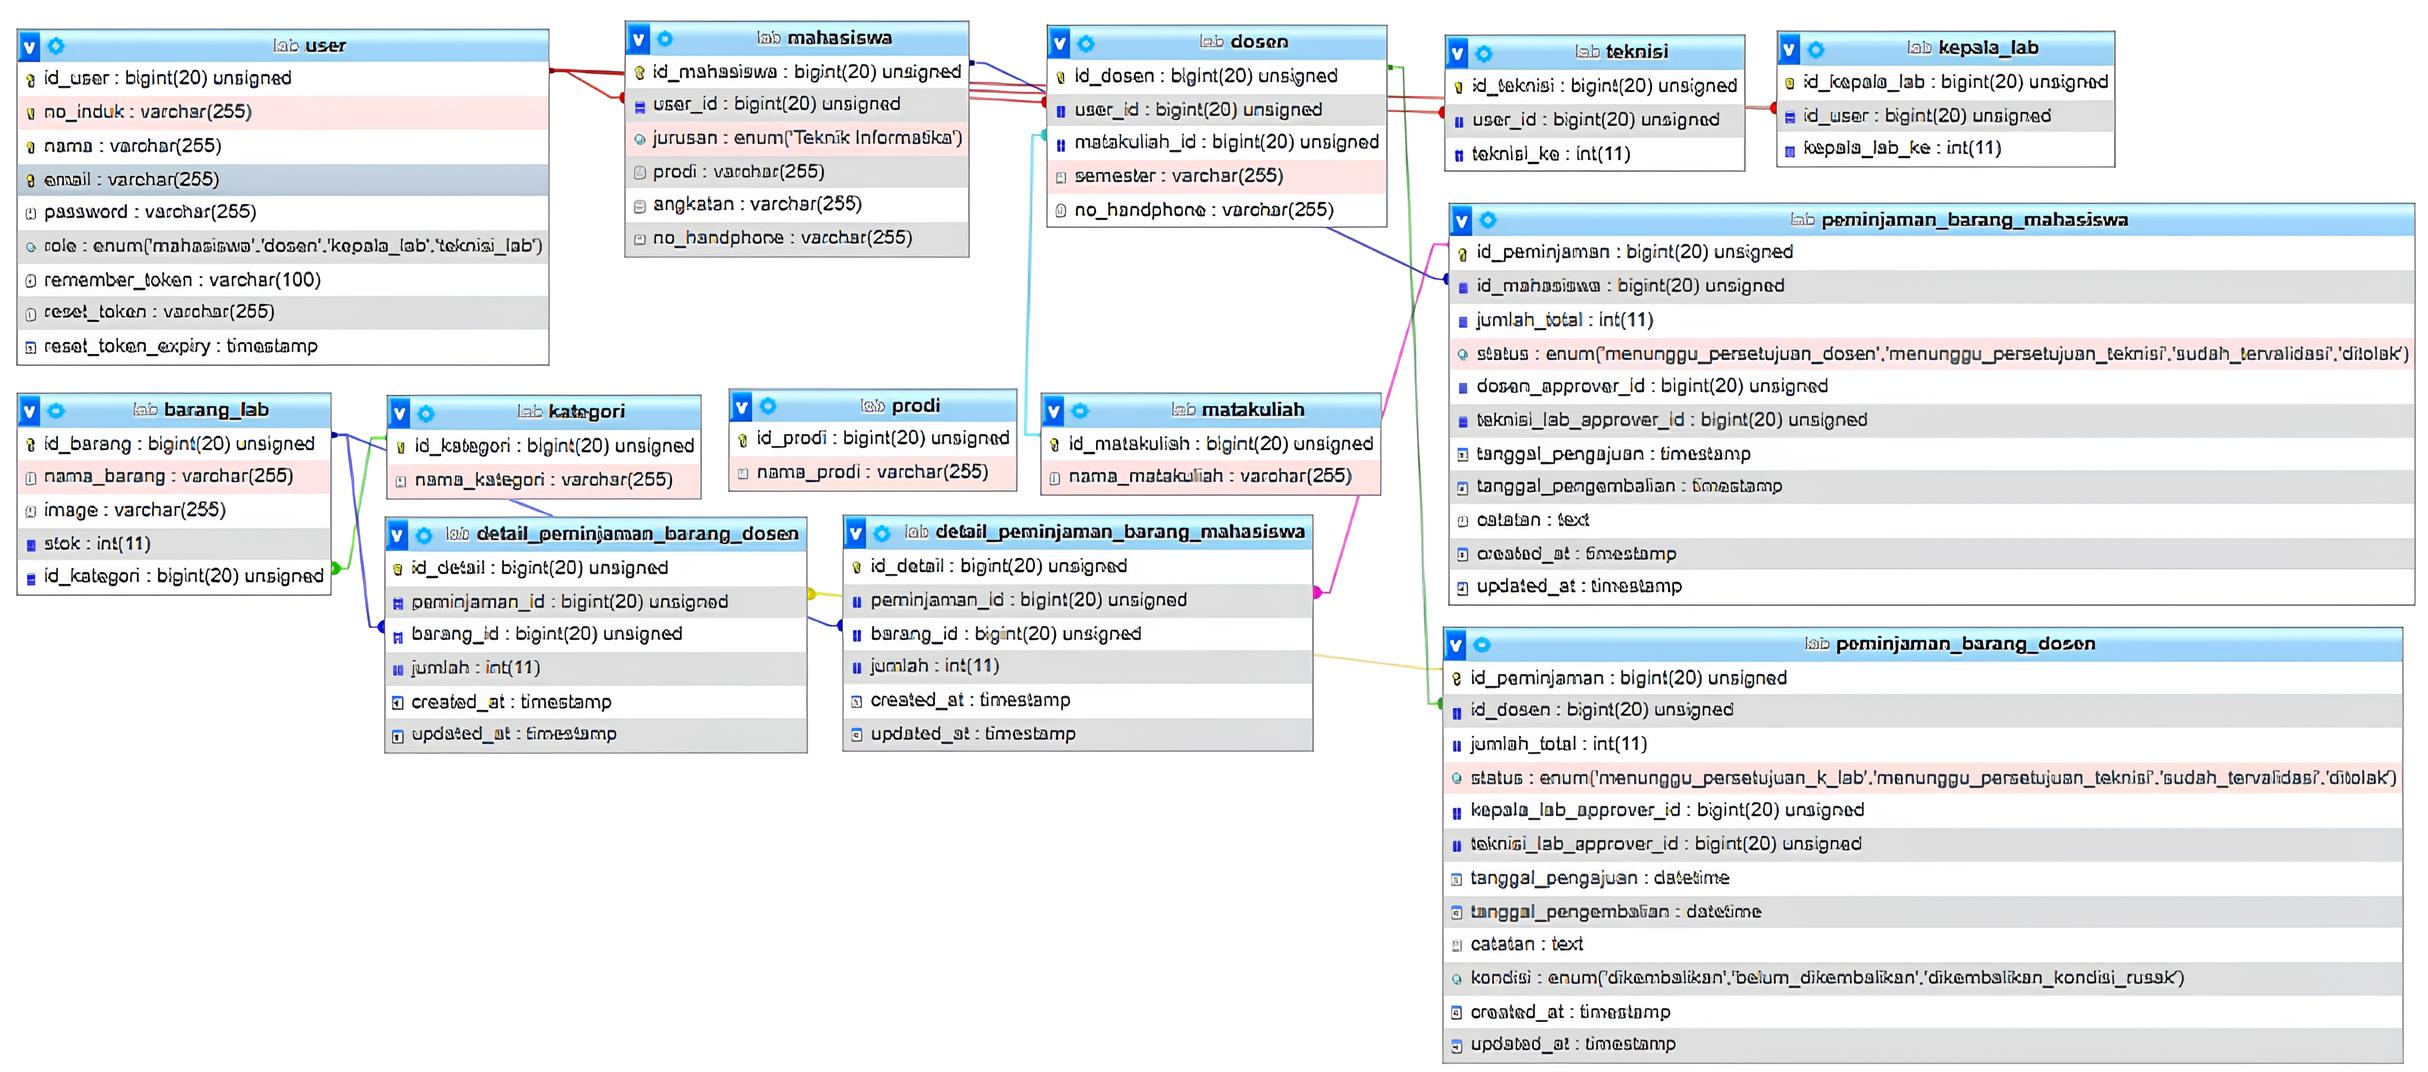 lab user
id_user : bigint(20) unsigned
no_induk : varchar(255)
nama : varchar(255)
email : varchar(255)
password : varchar(255)
role : enum('mahasiswa','dosen','kepala_lab','teknisi_lab')
remember_token : varchar(100)
reset_token : varchar(255)
reset_token_expiry : timestamp
lab mahasiswa
id_mahasiswa : bigint(20) unsigned
user_id : bigint(20) unsigned
jurusan : enum('Teknik Informatika')
prodi : varchar(255)
angkatan : varchar(255)
no_handphone : varchar(255)
lab dosen
id_dosen : bigint(20) unsigned
user_id : bigint(20) unsigned
matakuliah_id : bigint(20) unsigned
semester : varchar(255)
no_handphone : varchar(255)
lab teknisi
id_teknisi : bigint(20) unsigned
user_id : bigint(20) unsigned
teknisi_ke : int(11)
lab kepala_lab
id_kepala_lab : bigint(20) unsigned
id_user : bigint(20) unsigned
kepala_lab_ke : int(11)
lab peminjaman_barang_mahasiswa
id_peminjaman : bigint(20) unsigned
id_mahasiswa : bigint(20) unsigned
jumlah_total : int(11)
status : enum('menunggu_persetujuan_dosen','menunggu_persetujuan_teknisi','sudah_tervalidasi','ditolak')
dosen_approver_id : bigint(20) unsigned
teknisi_lab_approver_id : bigint(20) unsigned
tanggal_pengajuan : timestamp
tanggal_pengembalian : timestamp
catatan : text
created_at : timestamp
updated_at : timestamp
lab barang_lab
id_barang : bigint(20) unsigned
nama_barang : varchar(255)
image : varchar(255)
stok : int(11)
id_kategori : bigint(20) unsigned
lab kategori
id_kategori : bigint(20) unsigned
nama_kategori : varchar(255)
lab prodi
id_prodi : bigint(20) unsigned
nama_prodi : varchar(255)
lab matakuliah
id_matakuliah : bigint(20) unsigned
nama_matakuliah : varchar(255)
lab detail_peminjaman_barang_dosen
id_detail : bigint(20) unsigned
peminjaman_id : bigint(20) unsigned
barang_id : bigint(20) unsigned
jumlah : int(11)
created_at : timestamp
updated_at : timestamp
lab detail_peminjaman_barang_mahasiswa
id_detail : bigint(20) unsigned
peminjaman_id : bigint(20) unsigned
barang_id : bigint(20) unsigned
jumlah : int(11)
created_at : timestamp
updated_at : timestamp
lab peminjaman_barang_dosen
id_peminjaman : bigint(20) unsigned
id_dosen : bigint(20) unsigned
jumlah_total : int(11)
status : enum('menunggu_persetujuan_k_lab','menunggu_persetujuan_teknisi','sudah_tervalidasi','ditolak')
kepala_lab_approver_id : bigint(20) unsigned
teknisi_lab_approver_id : bigint(20) unsigned
tanggal_pengajuan : datetime
tanggal_pengembalian : datetime
catatan : text
kondisi : enum('dikembalikan','belum_dikembalikan','dikembalikan_kondisi_rusak')
created_at : timestamp
updated_at : timestamp